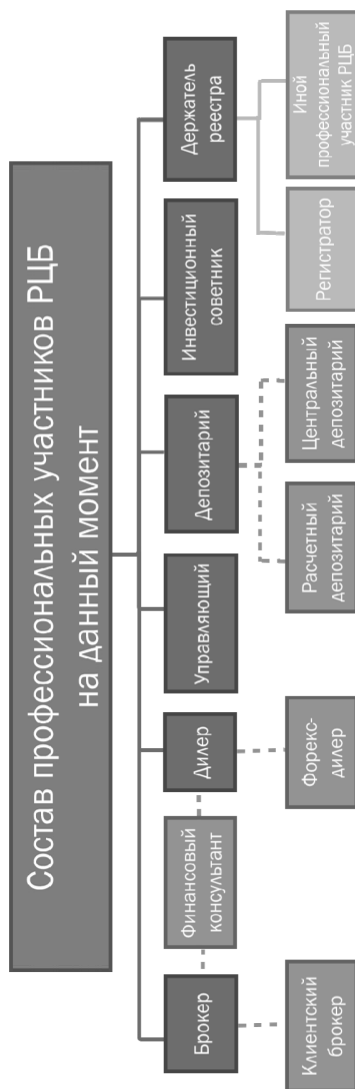 Состав профессиональных участников РЦБ
на данный момент
Брокер
Финансовый
консультант
Дилер
Управляющий
Депозитарий
Инвестиционный
советник
Держатель
реестра
Клиентский
брокер
Форекс-
дилер
Расчетный
депозитарий
Центральный
депозитарий
Регистратор
Иной
профессиональный
участник РЦБ